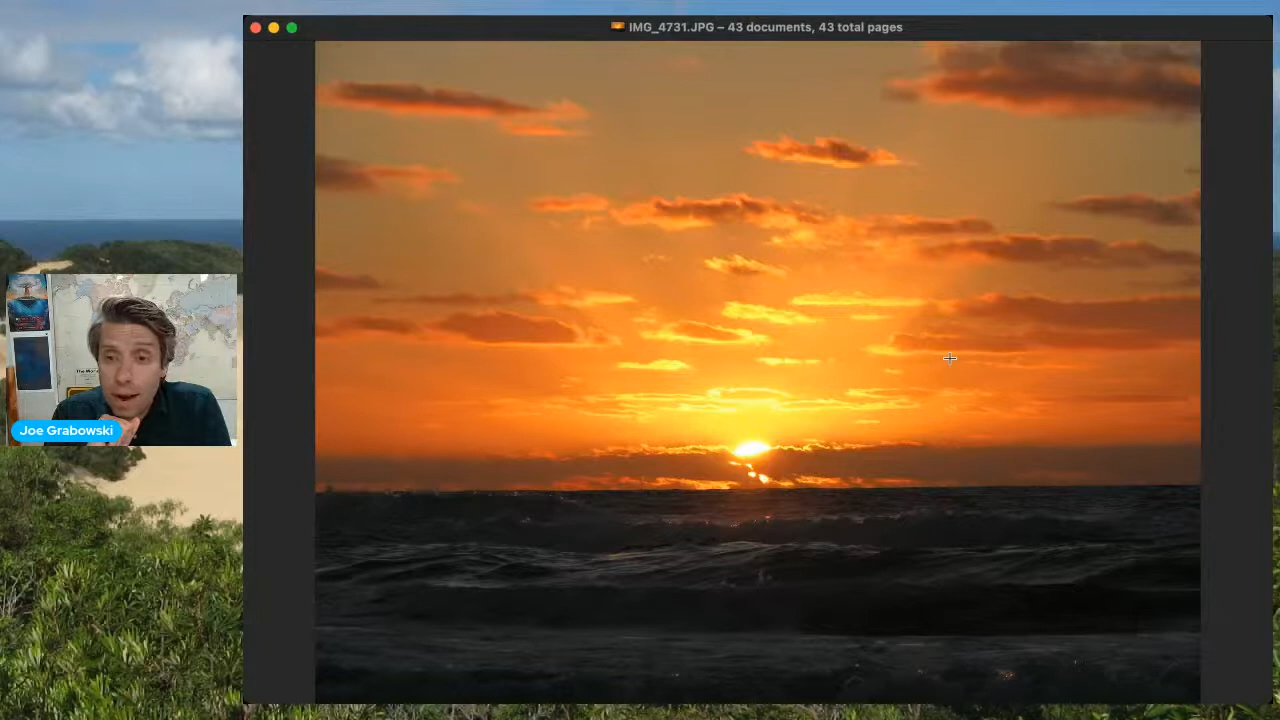 IMG_4731.JPG – 43 documents, 43 total pages
Joe Grabowski